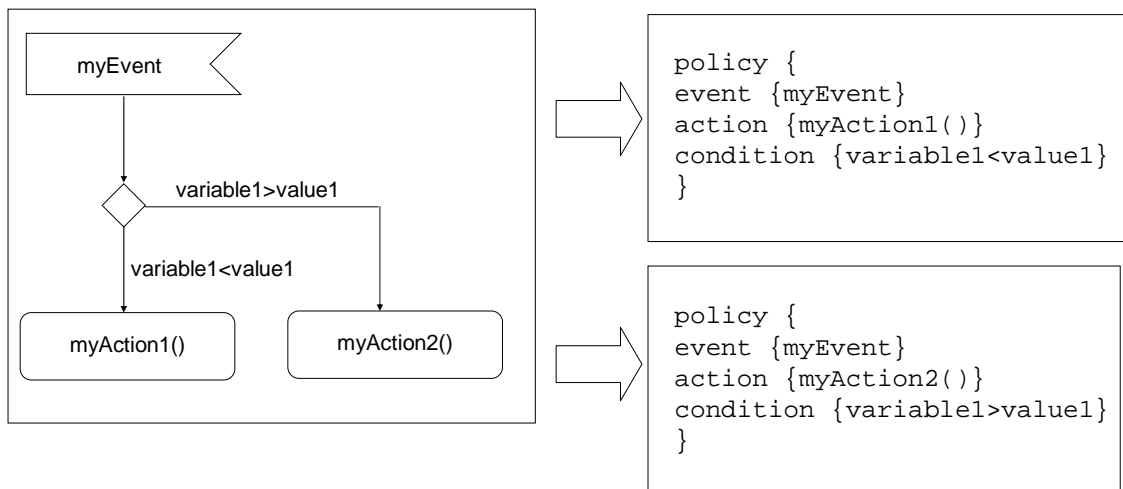 myEvent
variable1>value1
variable1<value1
myAction1()
myAction2()
policy {
event {myEvent}
action {myAction1()}
condition {variable1<value1}
}
policy {
event {myEvent}
action {myAction2()}
condition {variable1>value1}
}